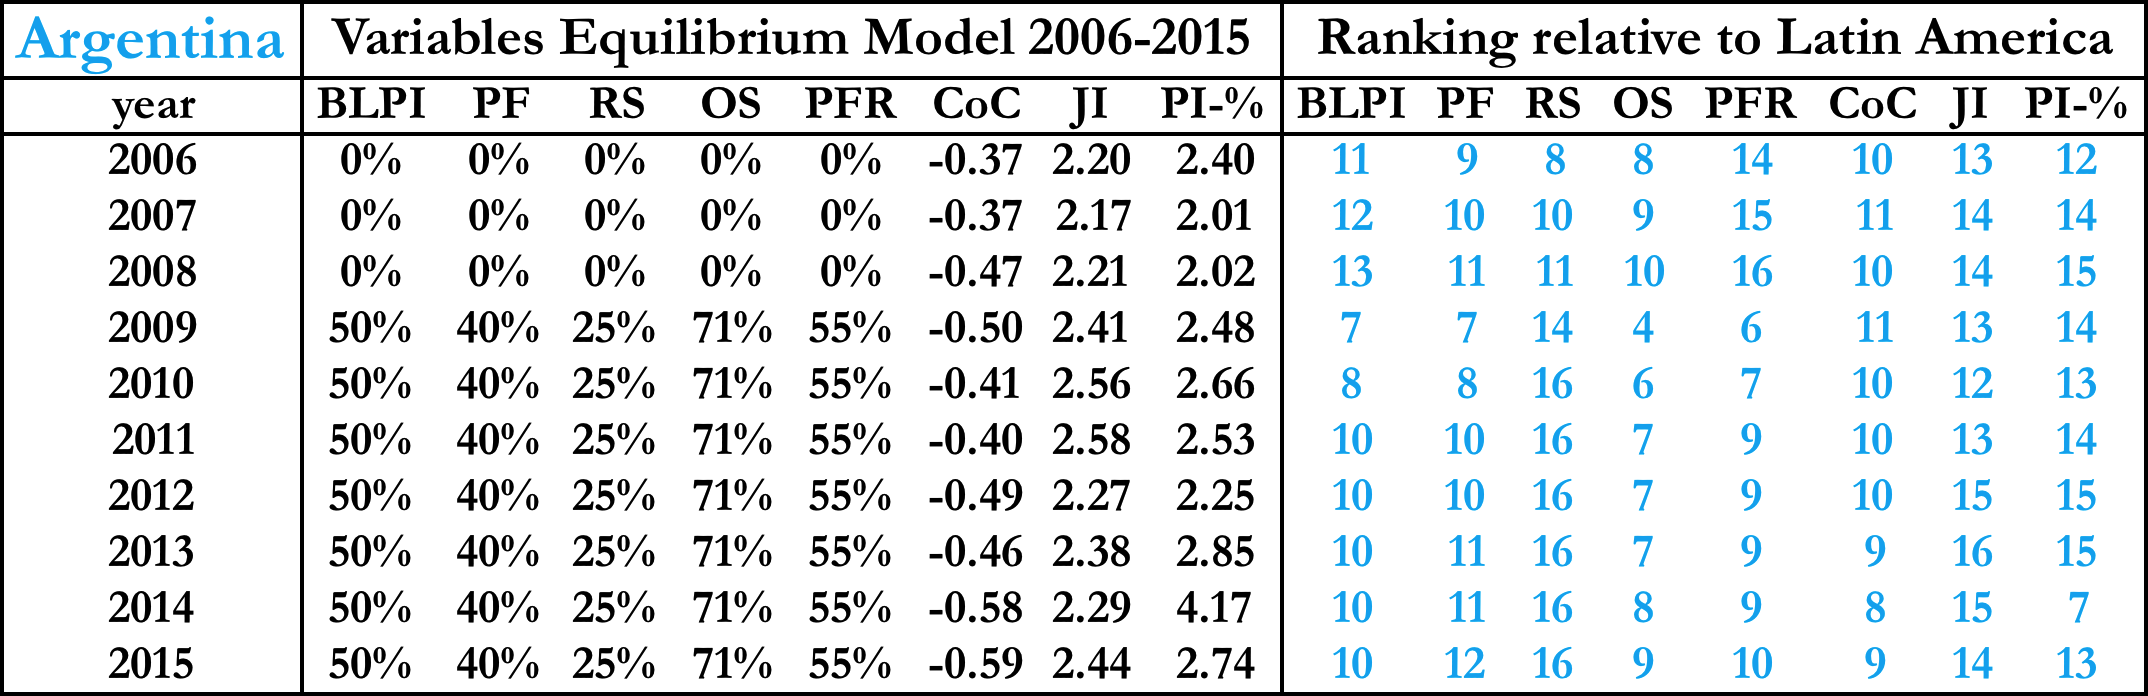 Argentina Variables Equilibrium Model 2006-2015 Ranking relative to Latin America
year BLPI PF RS OS PFR CoC JI PI-% BLPI PF RS OS PFR CoC JI PI-%
2006 0% 0% 0% 0% 0% -0.37 2.20 2.40 11 9 8 8 14 10 13 12
2007 0% 0% 0% 0% 0% -0.37 2.17 2.01 12 10 10 9 15 11 14 14
2008 0% 0% 0% 0% 0% -0.47 2.21 2.02 13 11 11 10 16 10 14 15
2009 50% 40% 25% 71% 55% -0.50 2.41 2.48 7 7 14 4 6 11 13 14
2010 50% 40% 25% 71% 55% -0.41 2.56 2.66 8 8 16 6 7 10 12 13
2011 50% 40% 25% 71% 55% -0.40 2.58 2.53 10 10 16 7 9 10 13 14
2012 50% 40% 25% 71% 55% -0.49 2.27 2.25 10 10 16 7 9 10 15 15
2013 50% 40% 25% 71% 55% -0.46 2.38 2.85 10 11 16 7 9 9 16 15
2014 50% 40% 25% 71% 55% -0.58 2.29 4.17 10 11 16 8 9 8 15 7
2015 50% 40% 25% 71% 55% -0.59 2.44 2.74 10 12 16 9 10 9 14 13